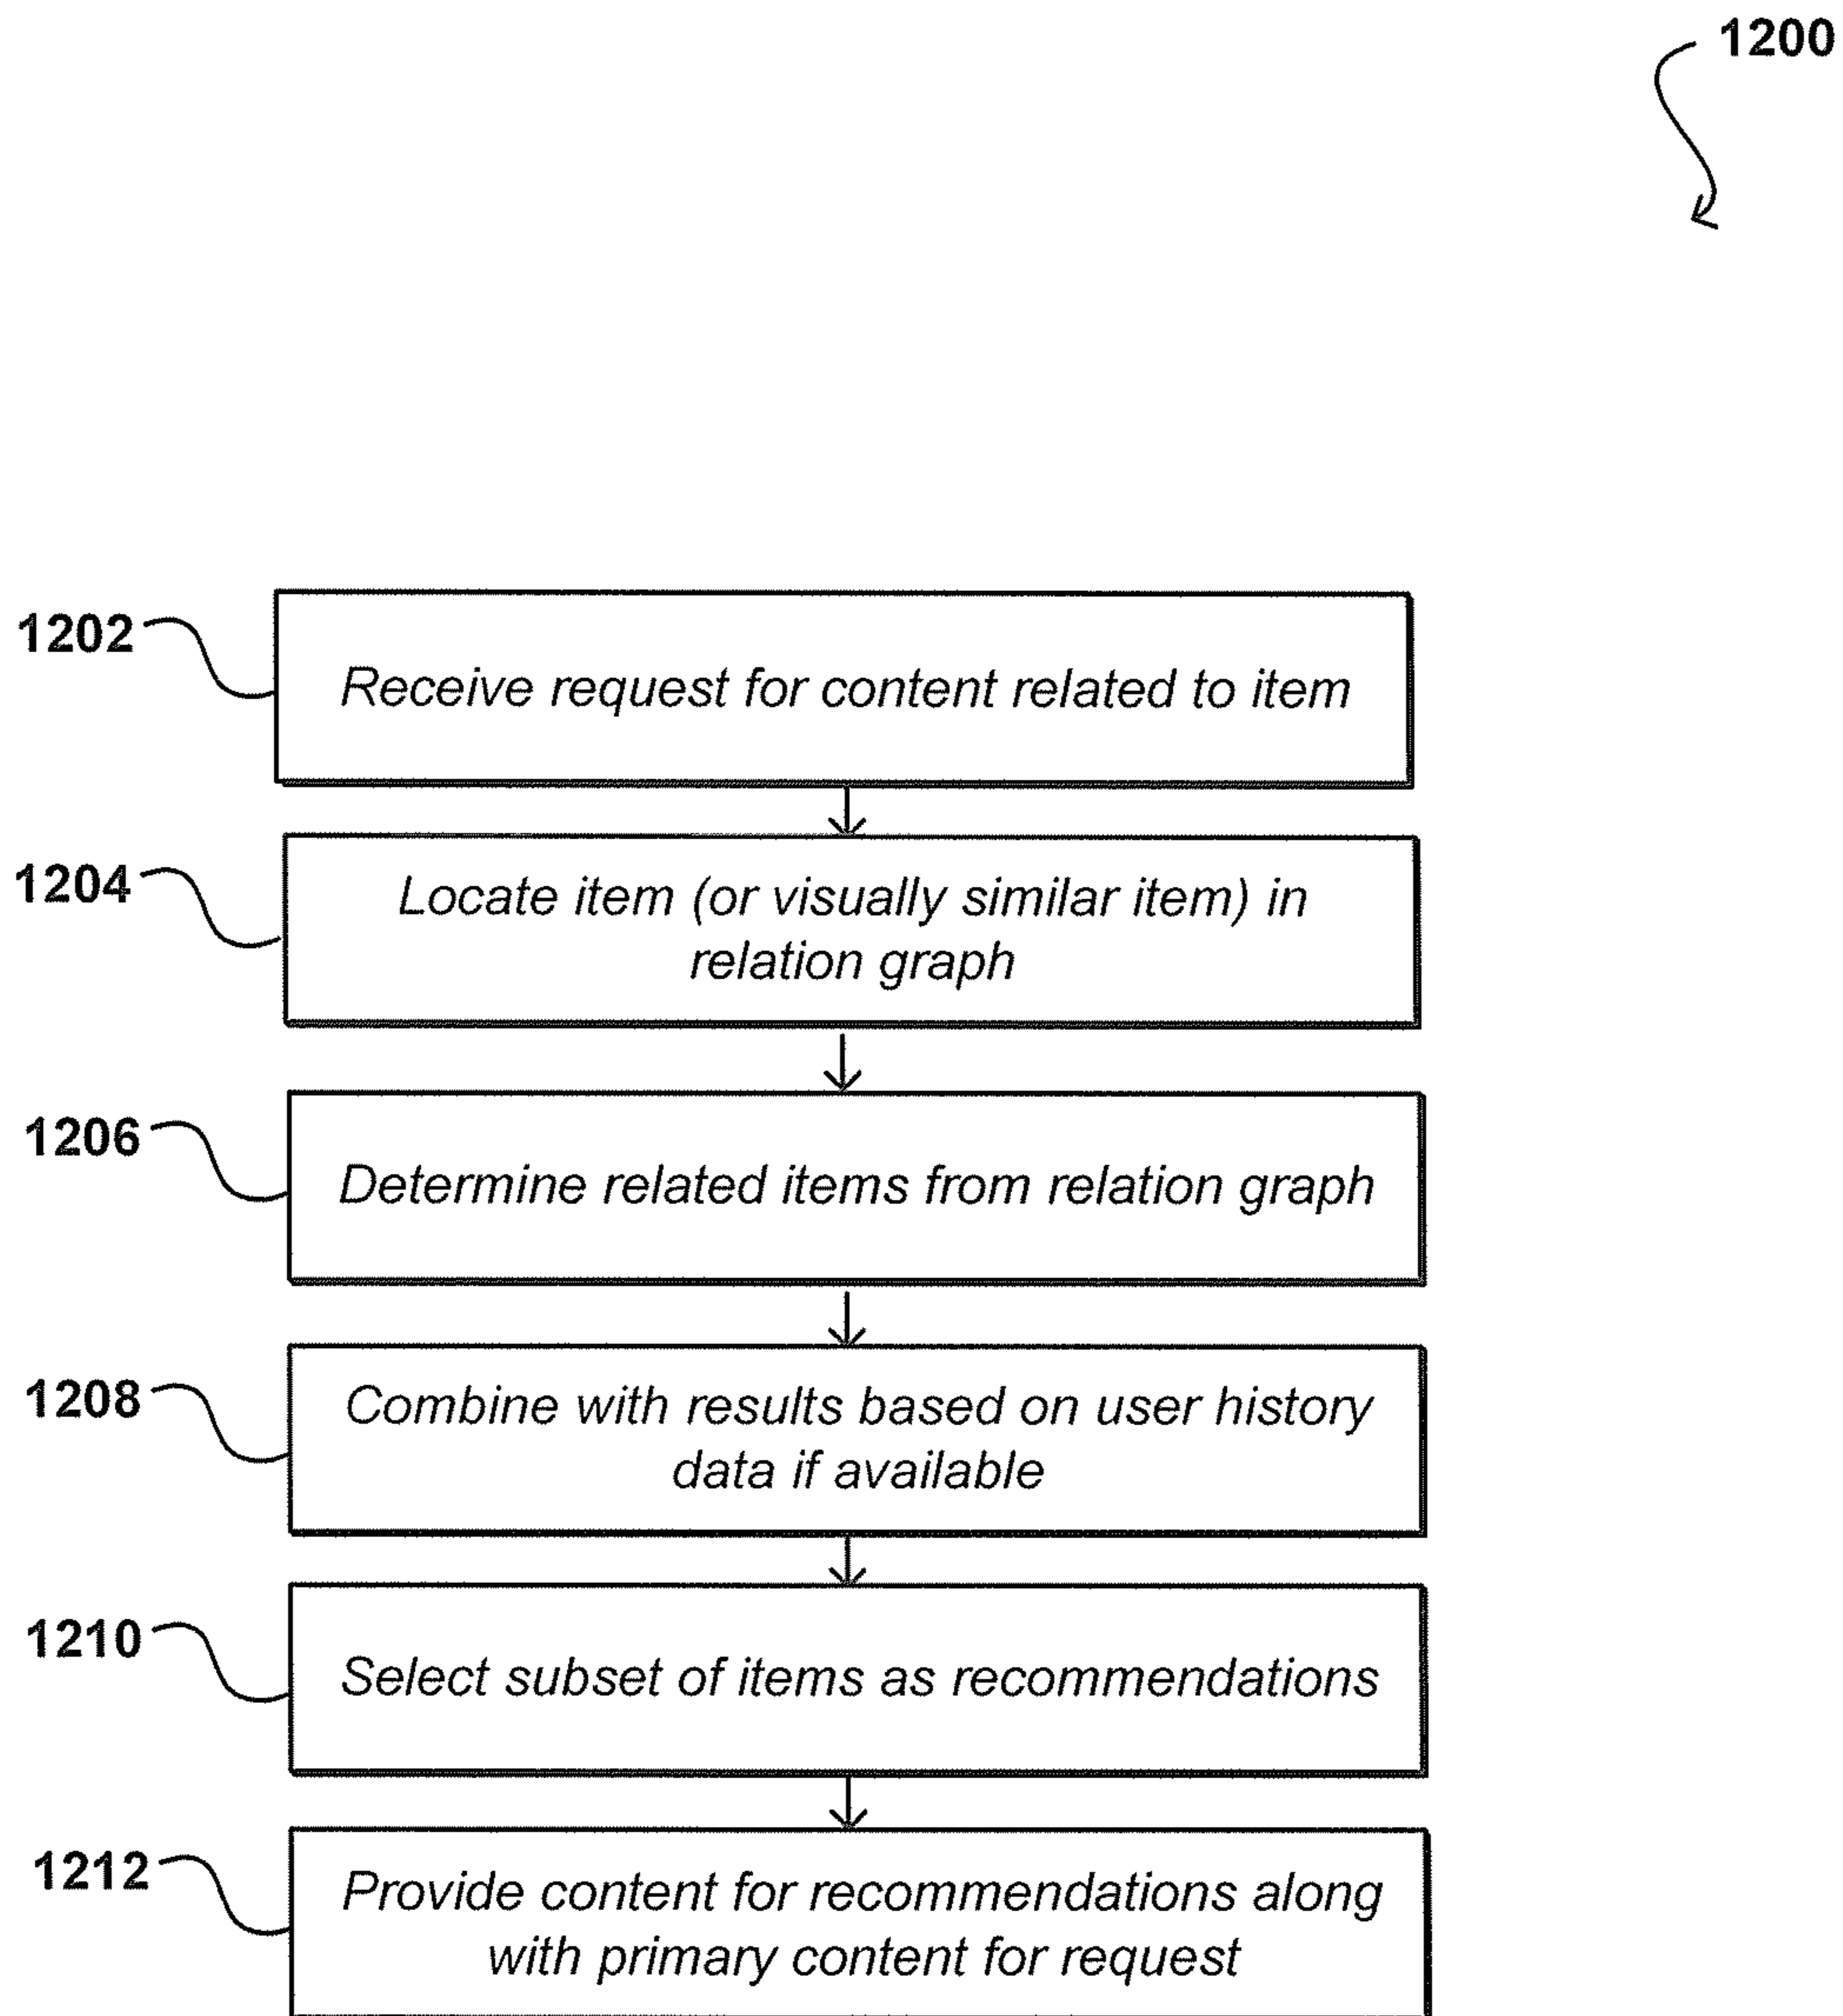 1200
1202
Receive request for content related to item
1204
Locate item (or visually similar item) in
relation graph
1206
Determine related items from relation graph
1208
Combine with results based on user history
data if available
1210
Select subset of items as recommendations
1212
Provide content for recommendations along
with primary content for request